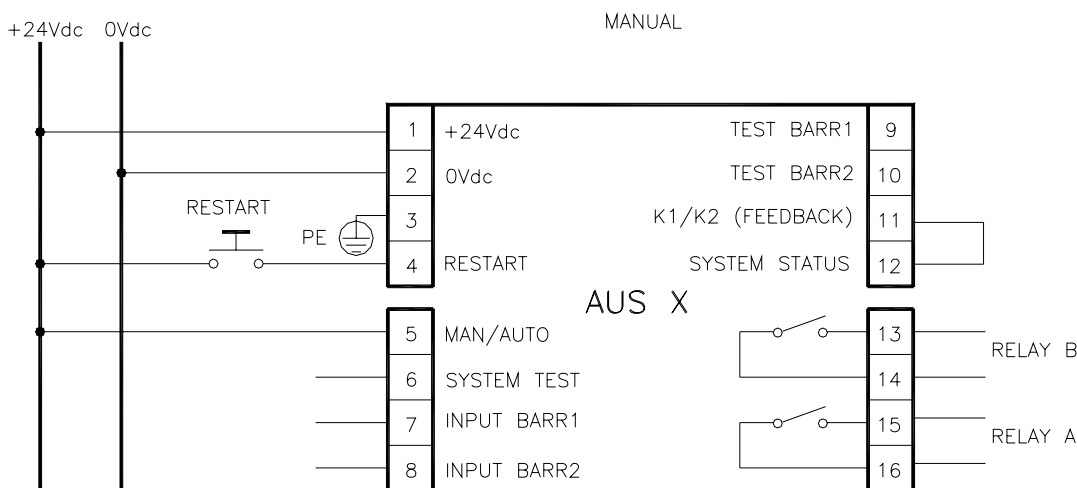 MANUAL
+24Vdc 0Vdc
1 +24Vdc TEST BARR1 9
2 0Vdc TEST BARR2 10
RESTART
3 K1/K2 (FEEDBACK) 11
PE
4 RESTART SYSTEM STATUS 12
AUS X
5 MAN/AUTO 13
RELAY B
6 SYSTEM TEST 14
7 INPUT BARR1 15
RELAY A
8 INPUT BARR2 16